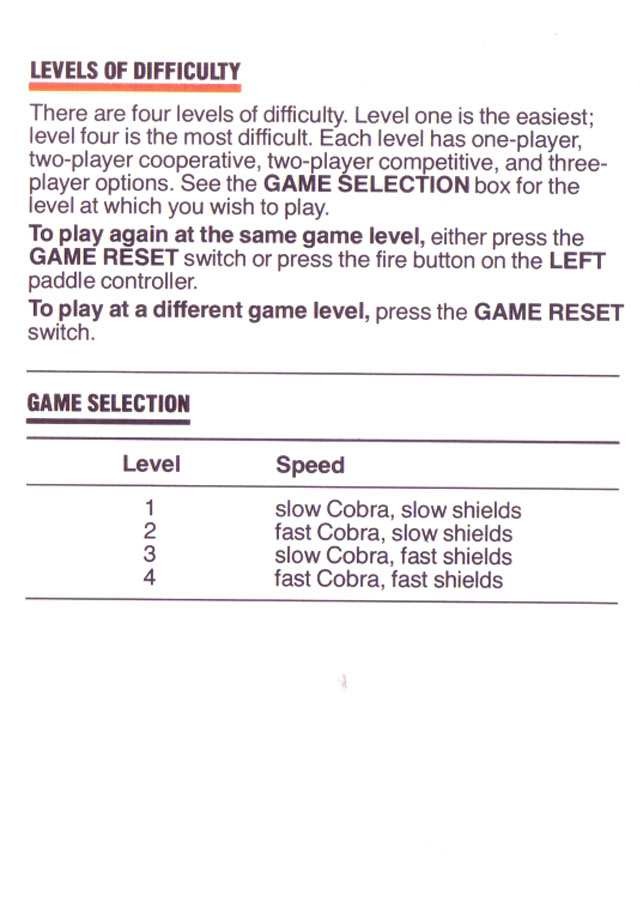 LEVELS OF DIFFICULTY
There are four levels of difficulty. Level one is the easiest;
level four is the most difficult. Each level has one-player,
two-player cooperative, two-player competitive, and three-
player options. See the GAME SELECTION box for the
level at which you wish to play.
To play again at the same game level, either press the
GAME RESET switch or press the fire button on the LEFT
paddle controller.
To play at a different game level, press the GAME RESET
switch.
GAME SELECTION
Level Speed
1 slow Cobra, slow shields
2 fast Cobra, slow shields
3 slow Cobra, fast shields
4 fast Cobra, fast shields